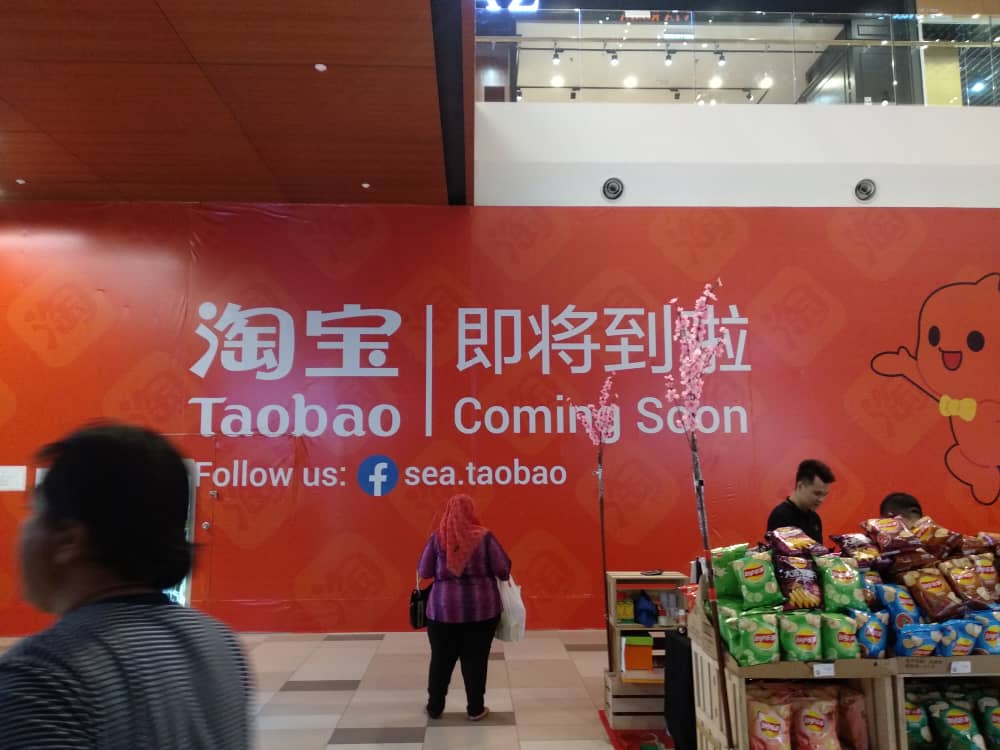 淘宝
Taobao
即将到啦
Coming Soon
Follow us: f sea.taobao